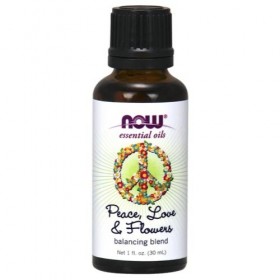 NOW
essential oils
Peace, Love
& Flowers
balancing blend
Net 1 fl. oz. (30 mL)